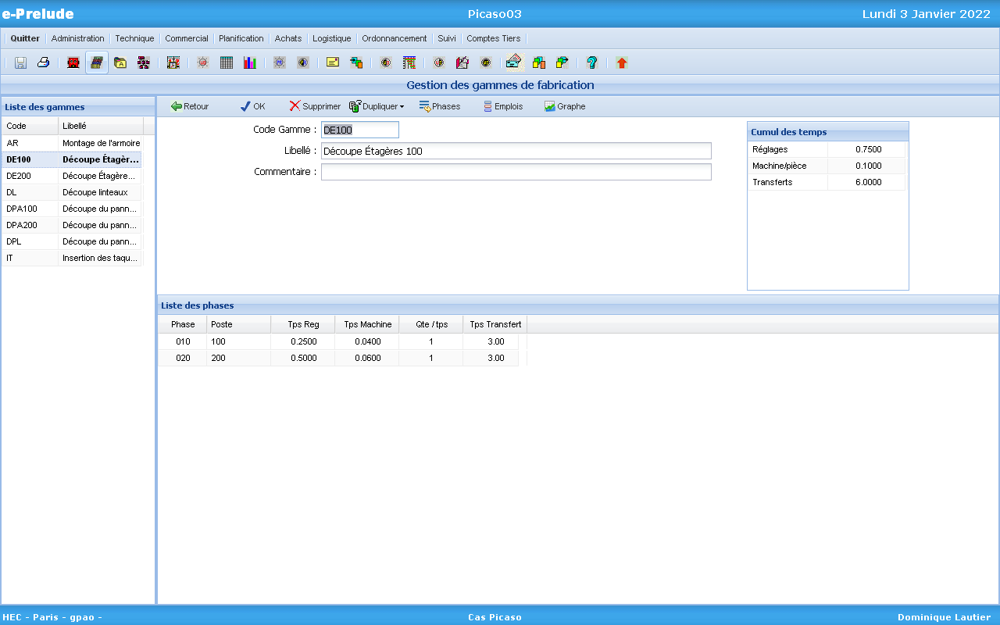 e-Prelude Picaso03 Lundi 3 Janvier 2022
Quitter Administration Technique Commercial Planification Achats Logistique Ordonnancement Suivi Comptes Tiers
Gestion des gammes de fabrication
Liste des gammes
Code Libellé
AR Montage de l'armoire
DE100 Découpe Étagèr...
DE200 Découpe Étagère...
DL Découpe linteaux
DPA100 Découpe du pann...
DPA200 Découpe du pann...
DPL Découpe du pann...
IT Insertion des taqu...
Retour OK Supprimer Dupliquer Phases Emplois Graphe
Code Gamme : DE100
Libellé : Découpe Étagères 100
Commentaire :
Cumul des temps
Réglages 0.7500
Machine/pièce 0.1000
Transferts 6.0000
Liste des phases
Phase Poste Tps Reg Tps Machine Qte / tps Tps Transfert
010 100 0.2500 0.0400 1 3.00
020 200 0.5000 0.0600 1 3.00
HEC - Paris - gpao - Cas Picaso Dominique Lautier